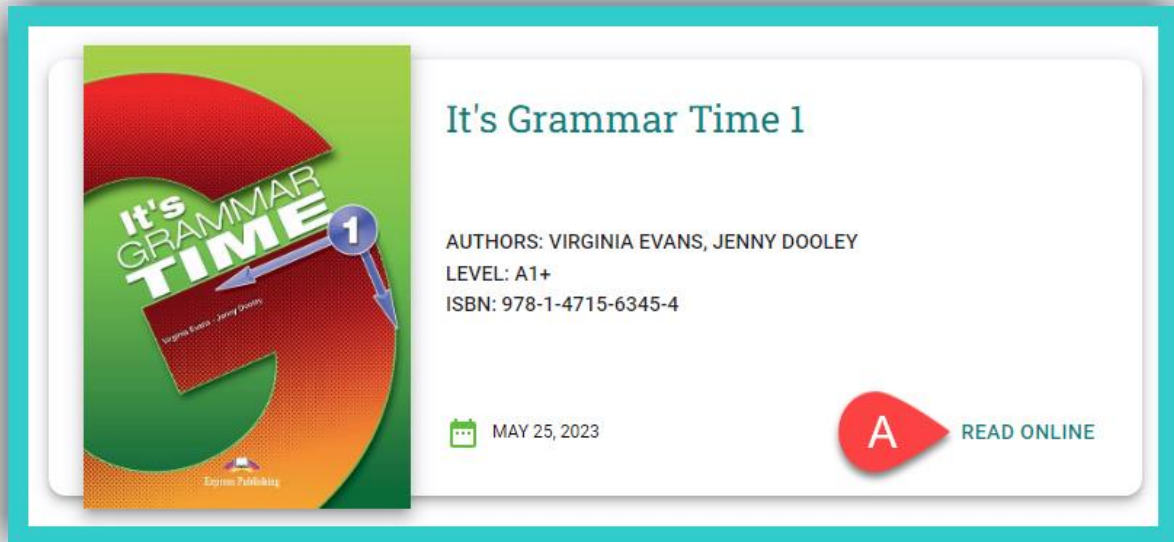 It's
GRAMMAR
TIME
1
Virginia Evans - Jenny Dooley
Express Publishing
It's Grammar Time 1
AUTHORS: VIRGINIA EVANS, JENNY DOOLEY
LEVEL: A1+
ISBN: 978-1-4715-6345-4
MAY 25, 2023
A
READ ONLINE